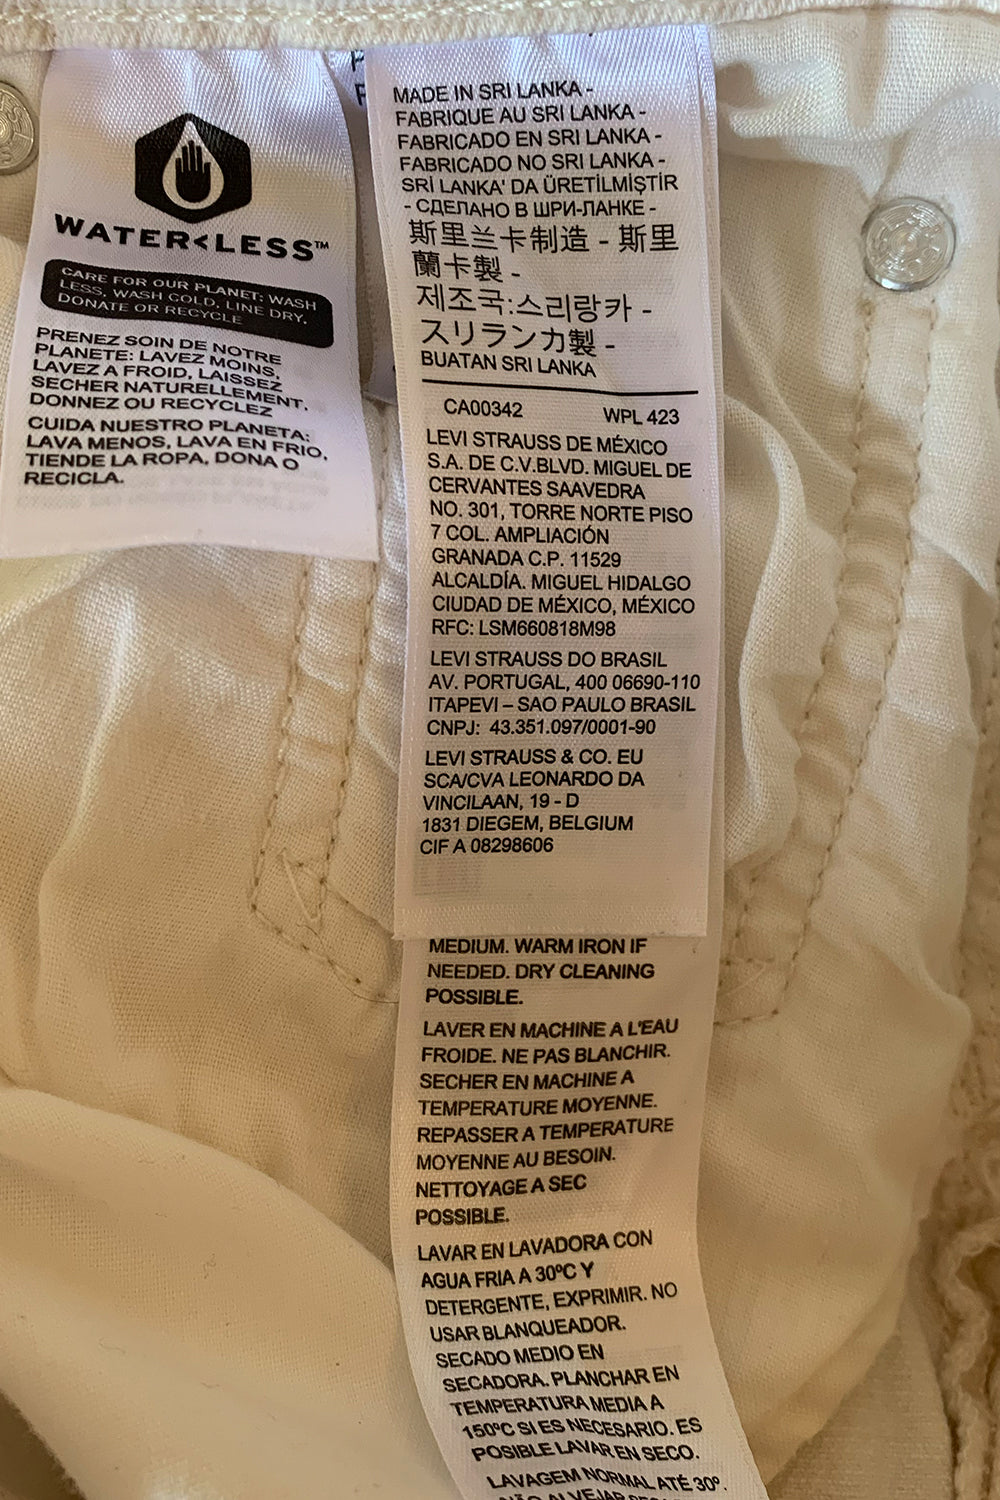 WATER<LESS™
CARE FOR OUR PLANET: WASH
LESS, WASH COLD, LINE DRY,
DONATE OR RECYCLE
PRENEZ SOIN DE NOTRE
PLANETE: LAVEZ MOINS,
LAVEZ A FROID, LAISSEZ
SECHER NATURELLEMENT.
DONNEZ OU RECYCLEZ
CUIDA NUESTRO PLANETA:
LAVA MENOS, LAVA EN FRIO,
TIENDE LA ROPA, DONA O
RECICLA.
MADE IN SRI LANKA -
FABRIQUE AU SRI LANKA -
FABRICADO EN SRI LANKA -
FABRICADO NO SRI LANKA -
SRİ LANKA' DA ÜRETİLMİŞTİR
- СДЕЛАНО В ШРИ-ЛАНКЕ -
斯里兰卡制造 - 斯里
蘭卡製 -
제조국:스리랑카 -
スリランカ製 -
BUATAN SRI LANKA
CA00342 WPL 423
LEVI STRAUSS DE MÉXICO
S.A. DE C.V.BLVD. MIGUEL DE
CERVANTES SAAVEDRA
NO. 301, TORRE NORTE PISO
7 COL. AMPLIACIÓN
GRANADA C.P. 11529
ALCALDÍA. MIGUEL HIDALGO
CIUDAD DE MÉXICO, MÉXICO
RFC: LSM660818M98
LEVI STRAUSS DO BRASIL
AV. PORTUGAL, 400 06690-110
ITAPEVI – SAO PAULO BRASIL
CNPJ: 43.351.097/0001-90
LEVI STRAUSS & CO. EU
SCA/CVA LEONARDO DA
VINCILAAN, 19 - D
1831 DIEGEM, BELGIUM
CIF A 08298606
MEDIUM. WARM IRON IF
NEEDED. DRY CLEANING
POSSIBLE.
LAVER EN MACHINE A L'EAU
FROIDE. NE PAS BLANCHIR.
SECHER EN MACHINE A
TEMPERATURE MOYENNE.
REPASSER A TEMPERATURE
MOYENNE AU BESOIN.
NETTOYAGE A SEC
POSSIBLE.
LAVAR EN LAVADORA CON
AGUA FRIA A 30ºC Y
DETERGENTE, EXPRIMIR. NO
USAR BLANQUEADOR.
SECADO MEDIO EN
SECADORA. PLANCHAR EN
TEMPERATURA MEDIA A
150ºC SI ES NECESARIO. ES
POSIBLE LAVAR EN SECO.
LAVAGEM NORMAL ATÉ 30º.
NÃO ALVEJAR